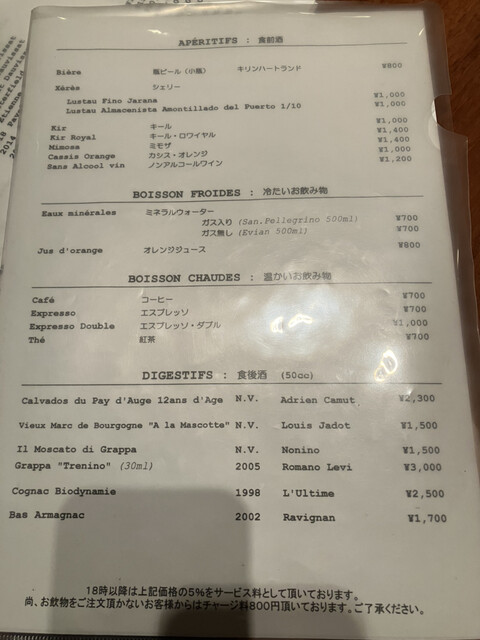 APÉRITIFS : 食前酒
Bière 瓶ビール (小瓶) キリンハートランド ¥800
Xérès シェリー
Lustau Fino Jarana ¥1,000
Lustau Almacenista Amontillado del Puerto 1/10 ¥1,000
Kir キール ¥1,000
Kir Royal キール・ロワイヤル ¥1,400
Mimosa ミモザ ¥1,400
Cassis Orange カシス・オレンジ ¥1,000
Sans Alcool vin ノンアルコールワイン ¥1,200
BOISSON FROIDES : 冷たいお飲み物
Eaux minérales ミネラルウォーター
ガス入り (San.Pellegrino 500ml) ¥700
ガス無し (Evian 500ml) ¥700
Jus d'orange オレンジジュース ¥800
BOISSON CHAUDES : 温かいお飲み物
Café コーヒー ¥700
Expresso エスプレッソ ¥700
Expresso Double エスプレッソ・ダブル ¥1,000
Thé 紅茶 ¥700
DIGESTIFS : 食後酒 (50cc)
Calvados du Pay d'Auge 12ans d'Age N.V. Adrien Camut ¥2,300
Vieux Marc de Bourgogne "A la Mascotte" N.V. Louis Jadot ¥1,500
Il Moscato di Grappa N.V. Nonino ¥1,500
Grappa "Trenino" (30ml) 2005 Romano Levi ¥3,000
Cognac Biodynamie 1998 L'Ultime ¥2,500
Bas Armagnac 2002 Ravignan ¥1,700
18時以降は上記価格の5%をサービス料として頂いております。
尚、お飲物をご注文頂かないお客様からはチャージ料800円頂いております。ご了承ください。